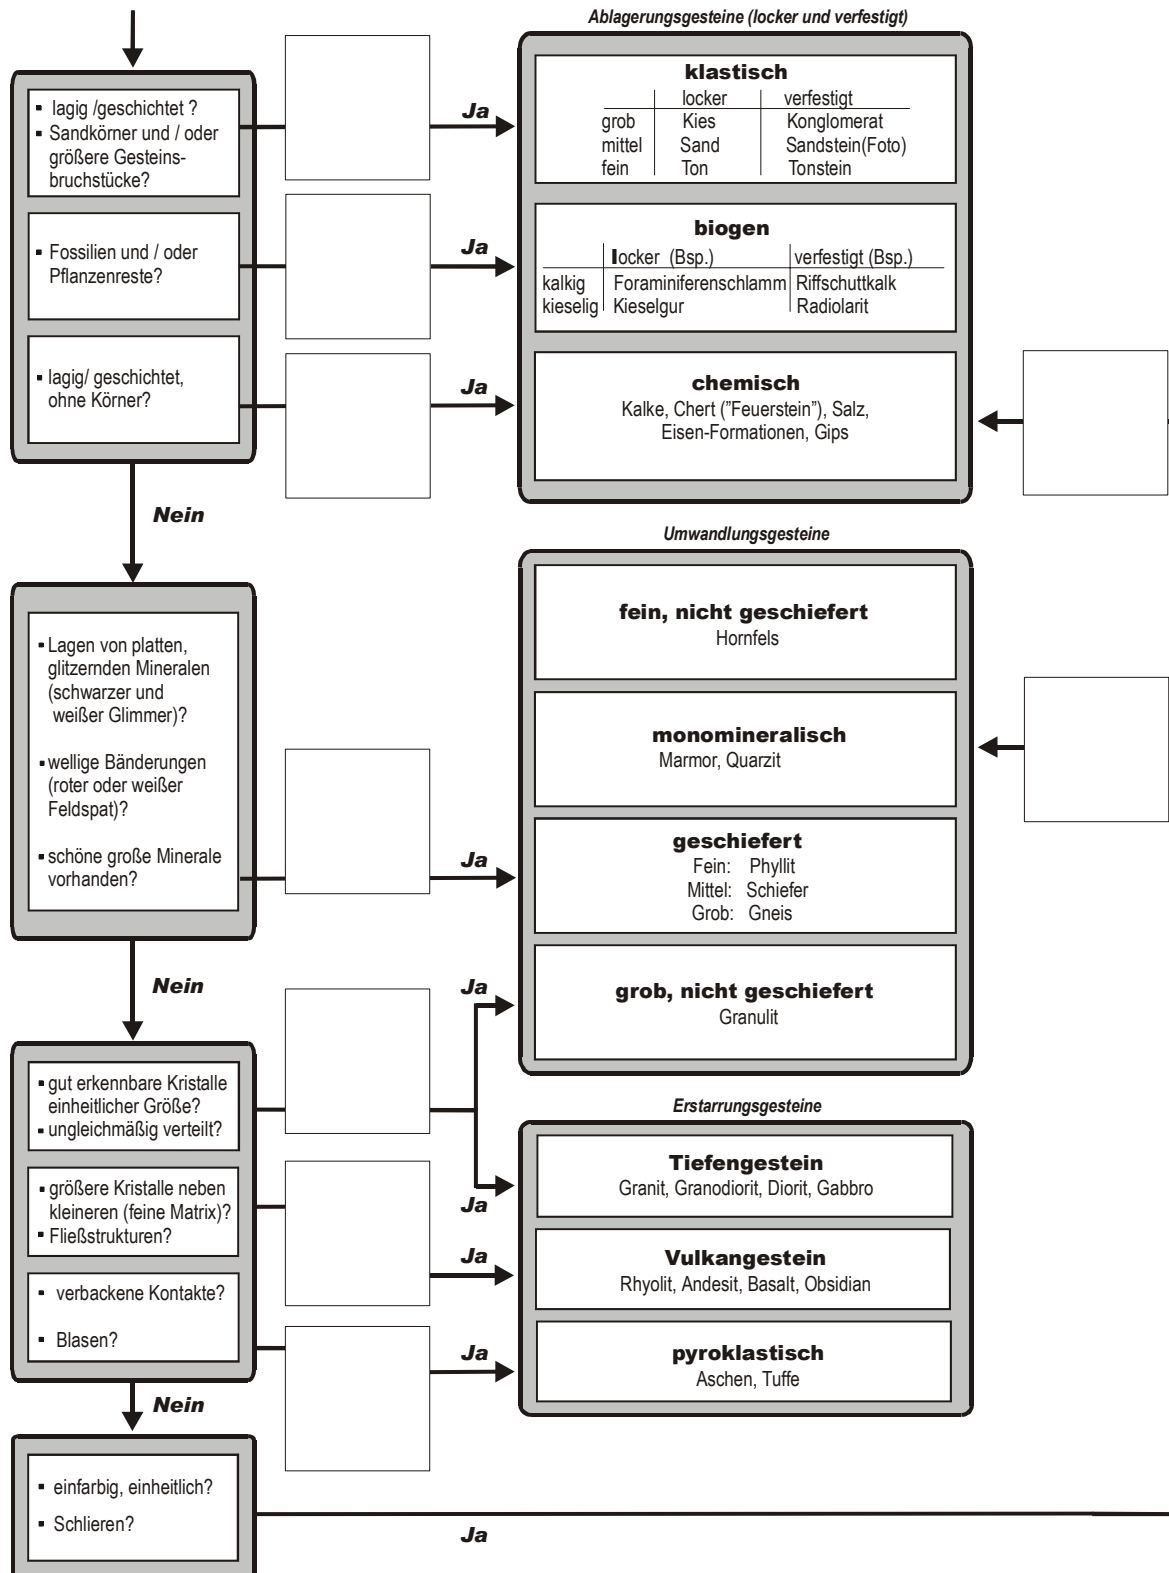 Ablagerungsgesteine (locker und verfestigt)
▪ lagig /geschichtet ?
▪ Sandkörner und / oder
größere Gesteins-
bruchstücke?
Ja
klastisch
locker verfestigt
grob Kies Konglomerat
mittel Sand Sandstein(Foto)
fein Ton Tonstein
▪ Fossilien und / oder
Pflanzenreste?
Ja
biogen
locker (Bsp.) verfestigt (Bsp.)
kalkig Foraminiferenschlamm Riffschuttkalk
kieselig Kieselgur Radiolarit
▪ lagig/ geschichtet,
ohne Körner?
Ja
chemisch
Kalke, Chert ("Feuerstein"), Salz,
Eisen-Formationen, Gips
Nein
Umwandlungsgesteine
fein, nicht geschiefert
Hornfels
▪ Lagen von platten,
glitzernden Mineralen
(schwarzer und
weißer Glimmer)?
▪ wellige Bänderungen
(roter oder weißer
Feldspat)?
▪ schöne große Minerale
vorhanden?
monomineralisch
Marmor, Quarzit
Ja
geschiefert
Fein: Phyllit
Mittel: Schiefer
Grob: Gneis
Nein
Ja
grob, nicht geschiefert
Granulit
▪ gut erkennbare Kristalle
einheitlicher Größe?
▪ ungleichmäßig verteilt?
Erstarrungsgesteine
Ja
Tiefengestein
Granit, Granodiorit, Diorit, Gabbro
▪ größere Kristalle neben
kleineren (feine Matrix)?
▪ Fließstrukturen?
Ja
Vulkangestein
Rhyolit, Andesit, Basalt, Obsidian
▪ verbackene Kontakte?
▪ Blasen?
Ja
pyroklastisch
Aschen, Tuffe
Nein
▪ einfarbig, einheitlich?
▪ Schlieren?
Ja